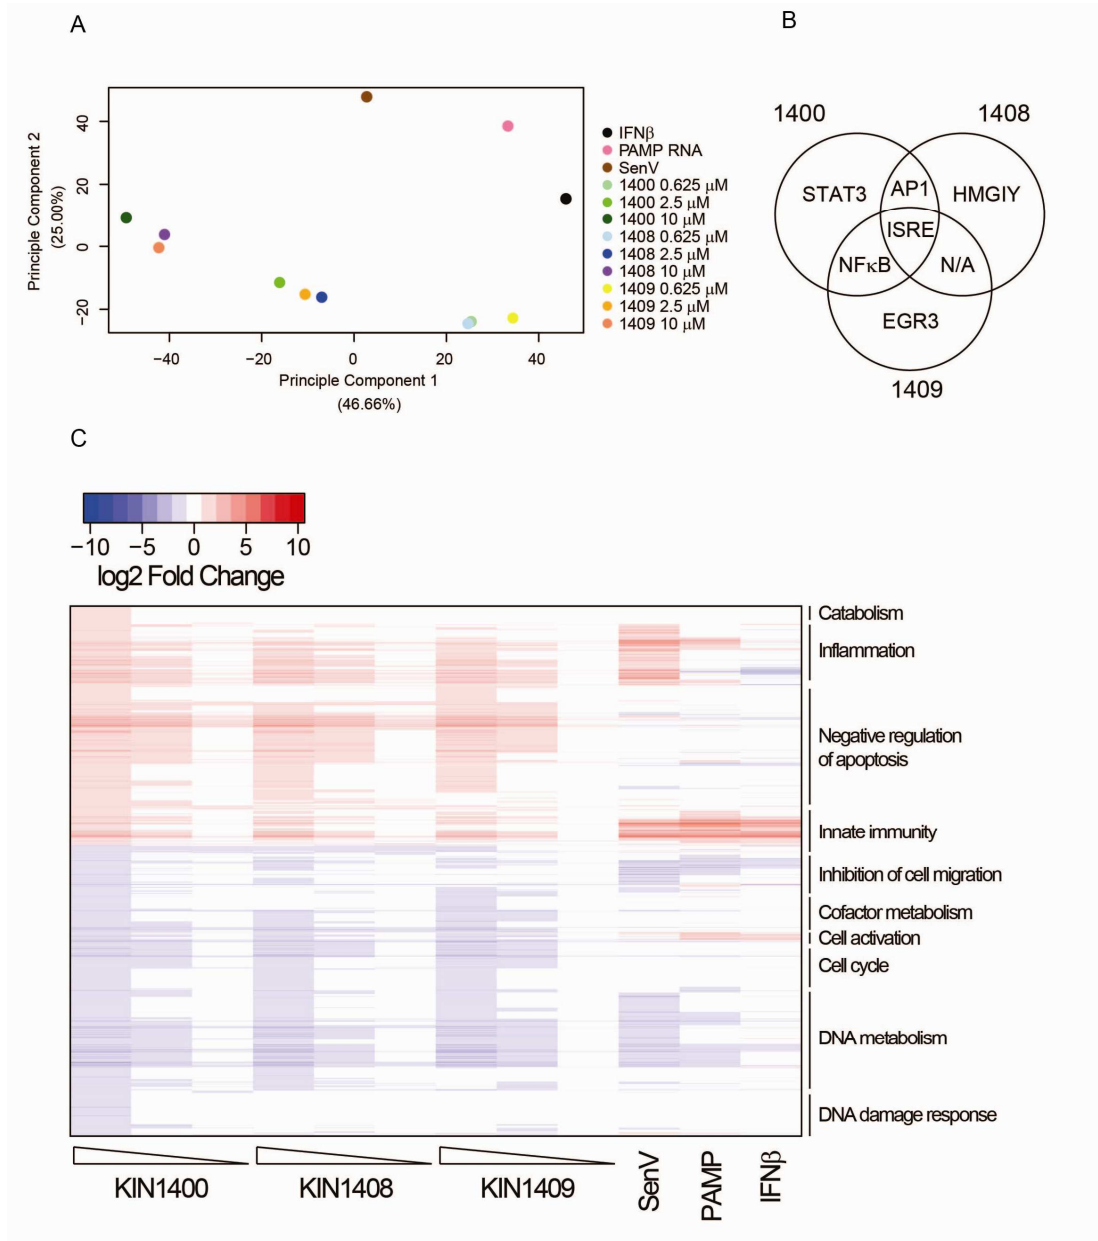 A
B
40
20
0
−20
Principle Component 2
(25.00%)
−40
−20
0
20
40
Principle Component 1
(46.66%)
IFNβ
PAMP RNA
SenV
1400 0.625 μM
1400 2.5 μM
1400 10 μM
1408 0.625 μM
1408 2.5 μM
1408 10 μM
1409 0.625 μM
1409 2.5 μM
1409 10 μM
1400
1408
STAT3
AP1
HMGIY
ISRE
NFκB
N/A
EGR3
1409
C
−10
−5
0
5
10
log2 Fold Change
Catabolism
Inflammation
Negative regulation
of apoptosis
Innate immunity
Inhibition of cell migration
Cofactor metabolism
Cell activation
Cell cycle
DNA metabolism
DNA damage response
KIN1400
KIN1408
KIN1409
SenV
PAMP
IFNβ